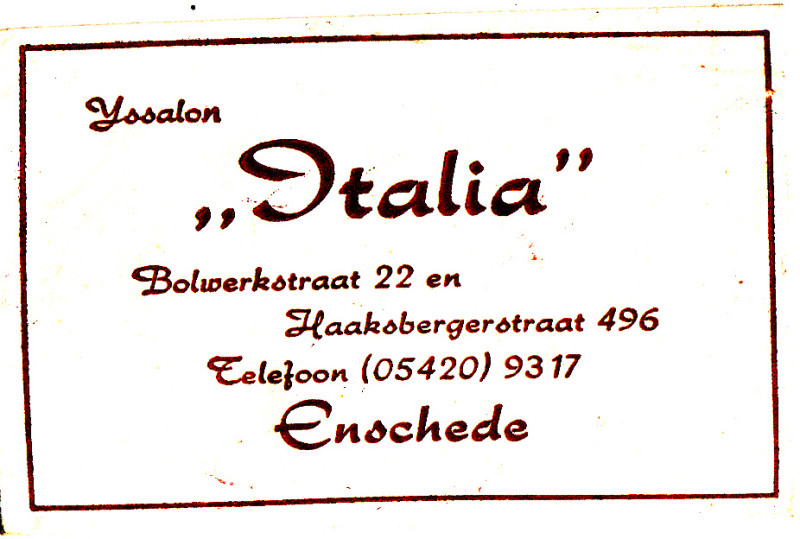 Yssalon
„Italia”
Bolwerkstraat 22 en
Haaksbergerstraat 496
Telefoon (05420) 9317
Enschede